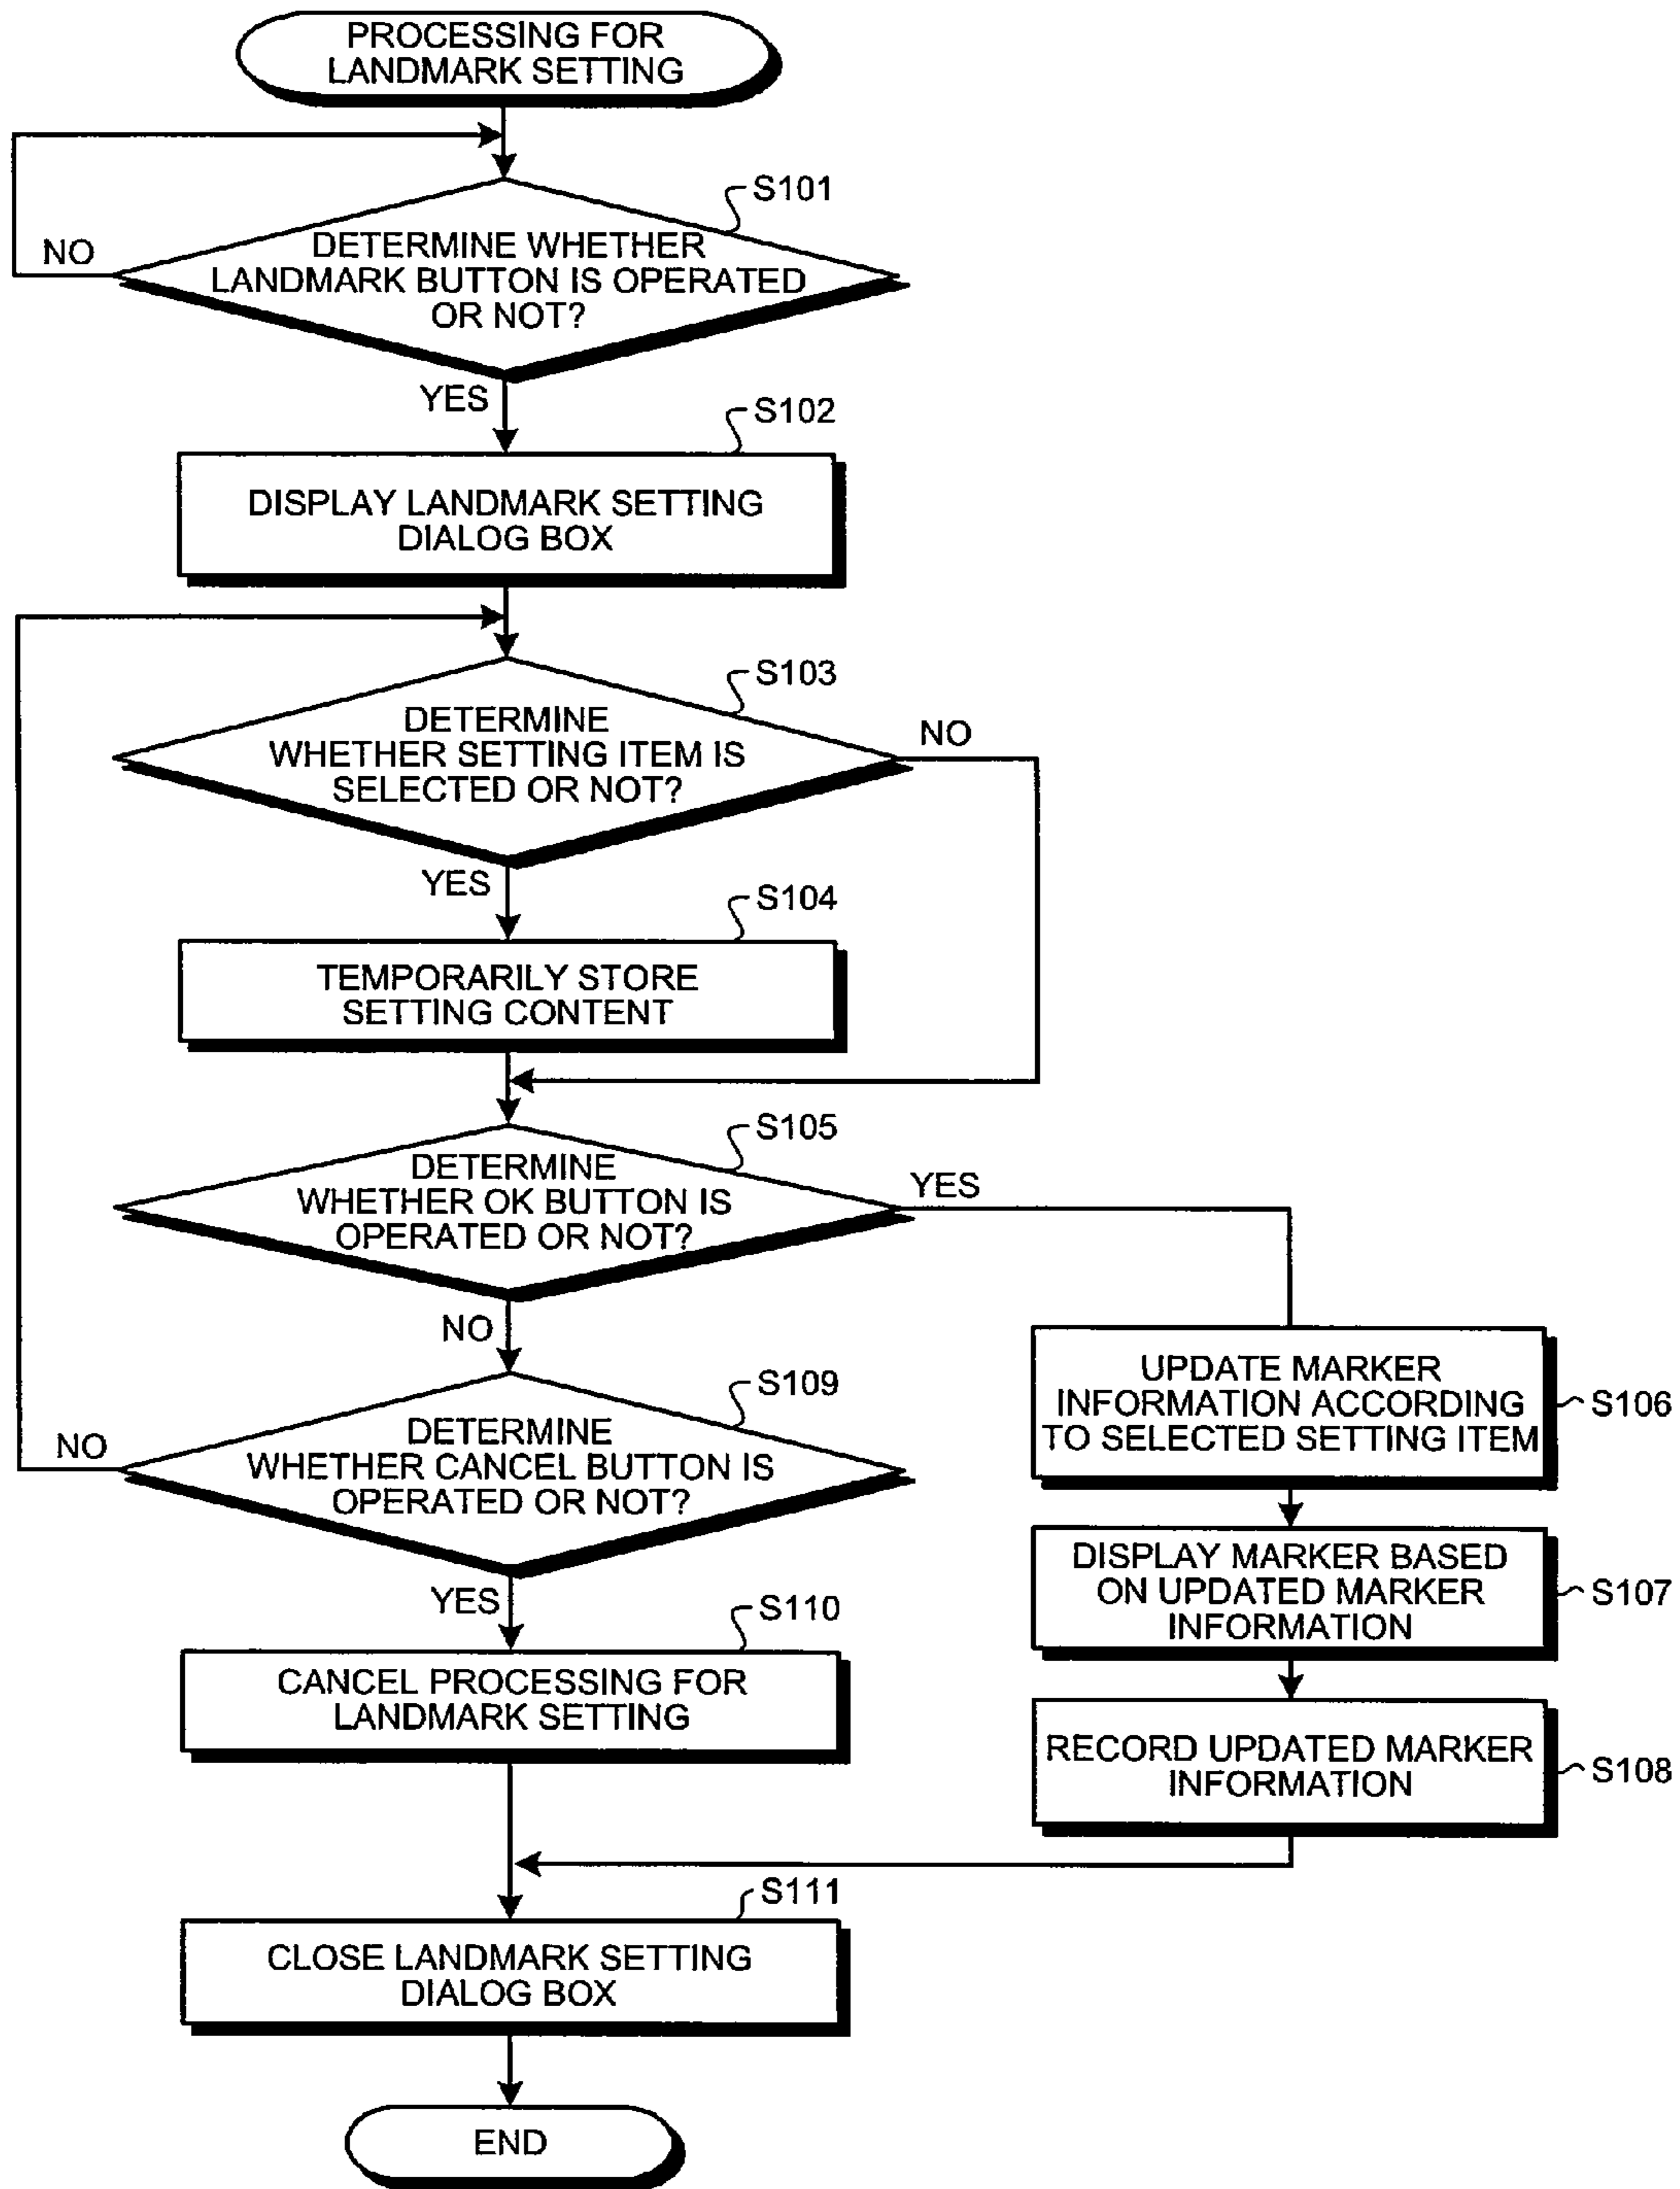 PROCESSING FOR
LANDMARK SETTING
S101
DETERMINE WHETHER
LANDMARK BUTTON IS OPERATED
OR NOT?
NO
YES
S102
DISPLAY LANDMARK SETTING
DIALOG BOX
S103
DETERMINE
WHETHER SETTING ITEM IS
SELECTED OR NOT?
NO
YES
S104
TEMPORARILY STORE
SETTING CONTENT
S105
DETERMINE
WHETHER OK BUTTON IS
OPERATED OR NOT?
YES
NO
UPDATE MARKER
INFORMATION ACCORDING
TO SELECTED SETTING ITEM
S106
DISPLAY MARKER BASED
ON UPDATED MARKER
INFORMATION
S107
RECORD UPDATED MARKER
INFORMATION
S108
S109
DETERMINE
WHETHER CANCEL BUTTON IS
OPERATED OR NOT?
NO
YES
S110
CANCEL PROCESSING FOR
LANDMARK SETTING
S111
CLOSE LANDMARK SETTING
DIALOG BOX
END